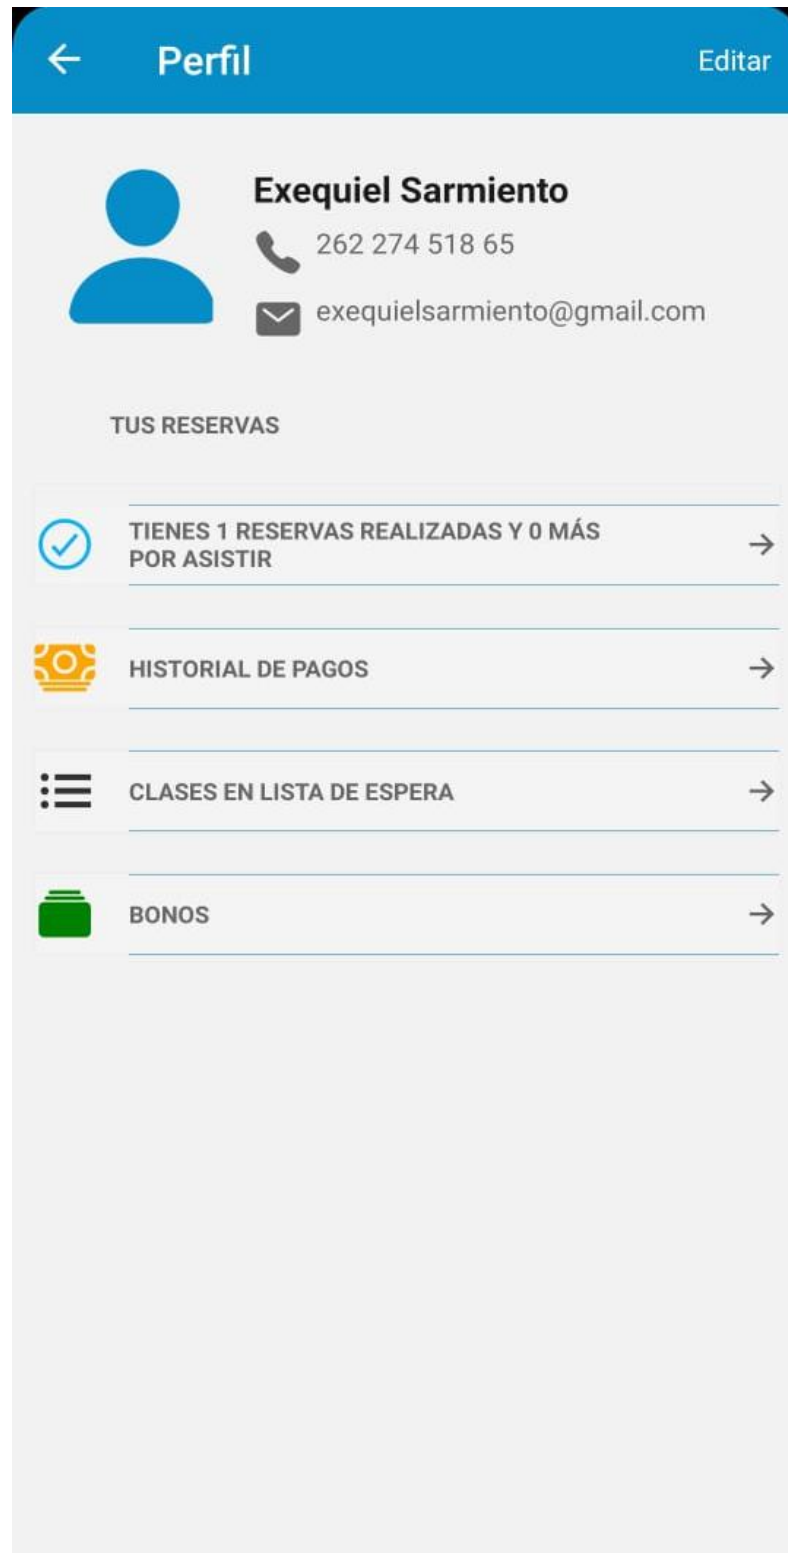 Perfil
Editar
Exequiel Sarmiento
262 274 518 65
exequielsarmiento@gmail.com
TUS RESERVAS
TIENES 1 RESERVAS REALIZADAS Y 0 MÁS
POR ASISTIR
HISTORIAL DE PAGOS
CLASES EN LISTA DE ESPERA
BONOS